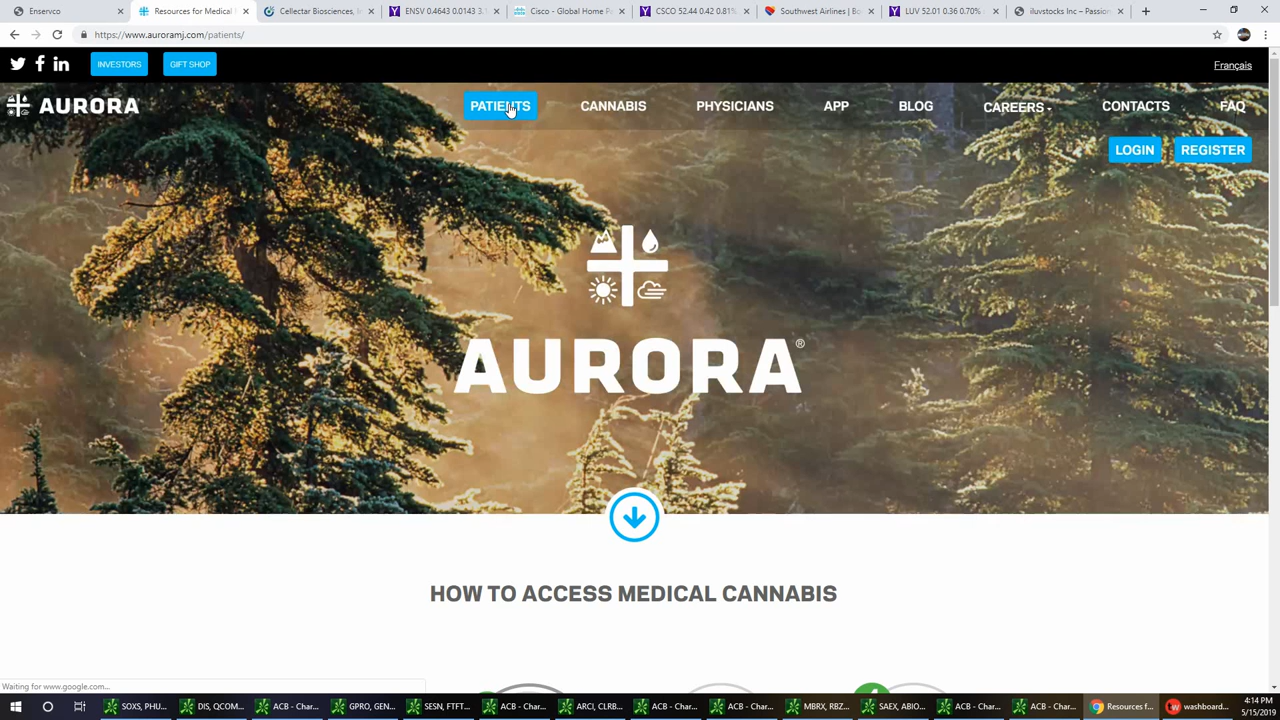 Enservco
Resources for Medical
Cellectar Biosciences, I
ENSV 0.4643 0.0143 3.
Cisco - Global Home P
CSCO 52.44 0.42 0.81%
Southwest Airlines | Bo
LUV 52.01 0.36 0.70%
iluvstocks Inc – Passion
https://www.auroramj.com/patients/
INVESTORS
GIFT SHOP
Français
AURORA
PATIENTS
CANNABIS
PHYSICIANS
APP
BLOG
CAREERS
CONTACTS
FAQ
LOGIN
REGISTER
AURORA®
HOW TO ACCESS MEDICAL CANNABIS
4
Waiting for www.google.com...
SOXS, PHU...
DIS, QCOM...
ACB - Char...
GPRO, GEN...
SESN, FTFT...
ACB - Char...
ARCI, CLRB...
ACB - Char...
ACB - Char...
MBRX, RBZ...
SAEX, ABIO...
ACB - Char...
ACB - Char...
Resources f...
washboard...
4:14 PM
5/15/2019